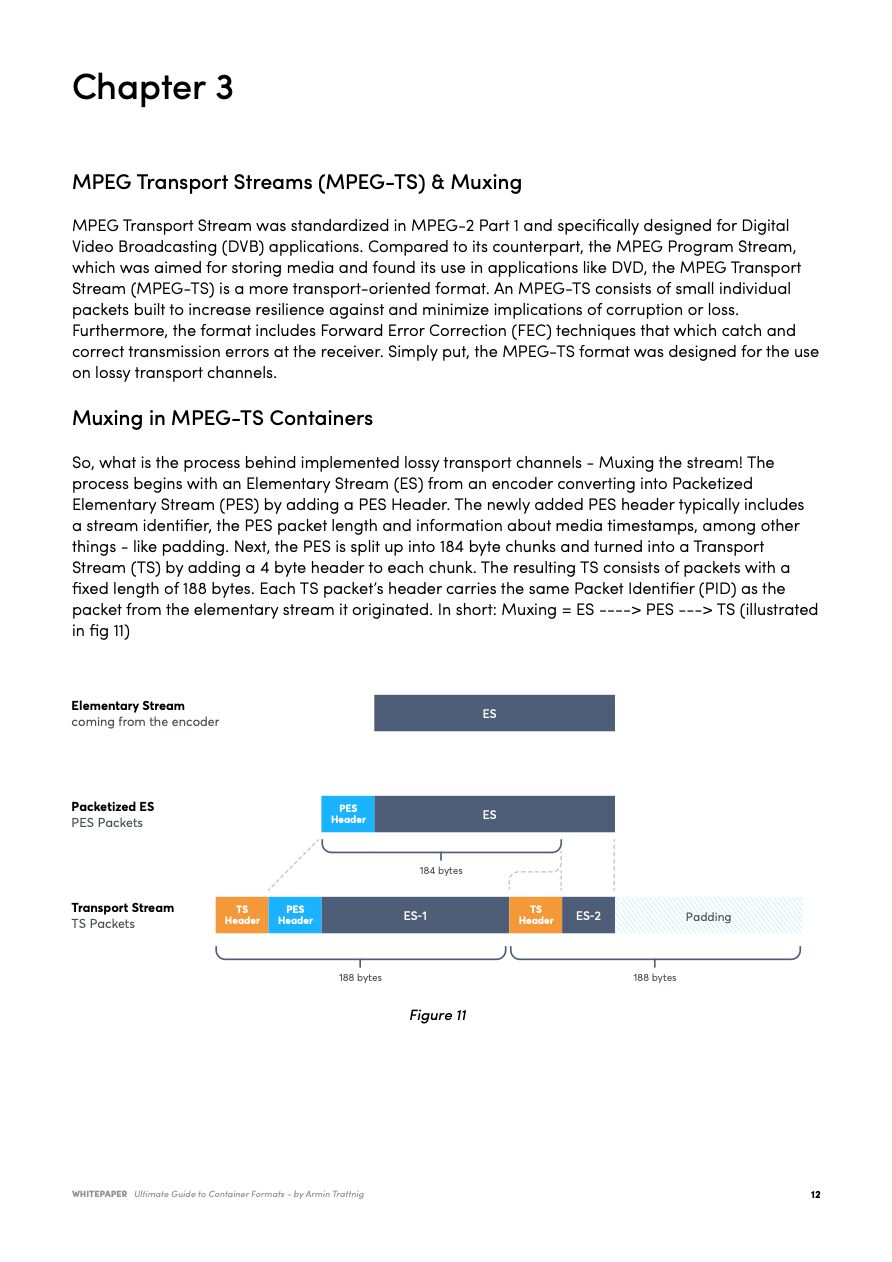 Chapter 3
MPEG Transport Streams (MPEG-TS) & Muxing
MPEG Transport Stream was standardized in MPEG-2 Part 1 and specifically designed for Digital
Video Broadcasting (DVB) applications. Compared to its counterpart, the MPEG Program Stream,
which was aimed for storing media and found its use in applications like DVD, the MPEG Transport
Stream (MPEG-TS) is a more transport-oriented format. An MPEG-TS consists of small individual
packets built to increase resilience against and minimize implications of corruption or loss.
Furthermore, the format includes Forward Error Correction (FEC) techniques that which catch and
correct transmission errors at the receiver. Simply put, the MPEG-TS format was designed for the use
on lossy transport channels.
Muxing in MPEG-TS Containers
So, what is the process behind implemented lossy transport channels - Muxing the stream! The
process begins with an Elementary Stream (ES) from an encoder converting into Packetized
Elementary Stream (PES) by adding a PES Header. The newly added PES header typically includes
a stream identifier, the PES packet length and information about media timestamps, among other
things - like padding. Next, the PES is split up into 184 byte chunks and turned into a Transport
Stream (TS) by adding a 4 byte header to each chunk. The resulting TS consists of packets with a
fixed length of 188 bytes. Each TS packet's header carries the same Packet Identifier (PID) as the
packet from the elementary stream it originated. In short: Muxing = ES ----> PES ---> TS (illustrated
in fig 11)
Elementary Stream
coming from the encoder
ES
Packetized ES
PES Packets
PES
Header
ES
184 bytes
Transport Stream
TS Packets
TS
Header
PES
Header
ES-1
TS
Header
ES-2
Padding
188 bytes
188 bytes
Figure 11
WHITEPAPER Ultimate Guide to Container Formats - by Armin Trattnig
12